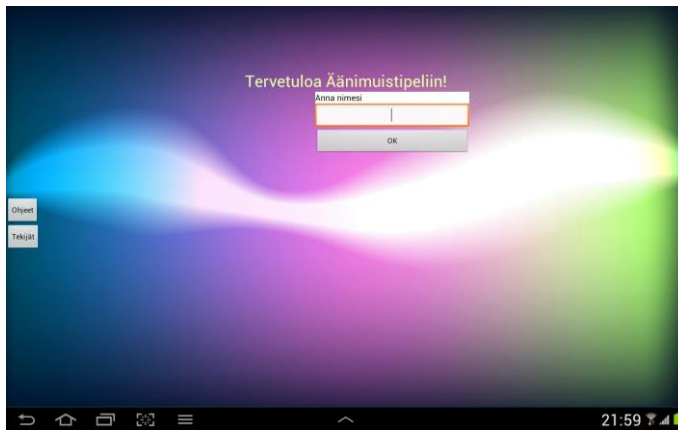 Tervetuloa Äänimuistipeliin!
Anna nimesi
OK
Ohjeet
Tekijät
21:59